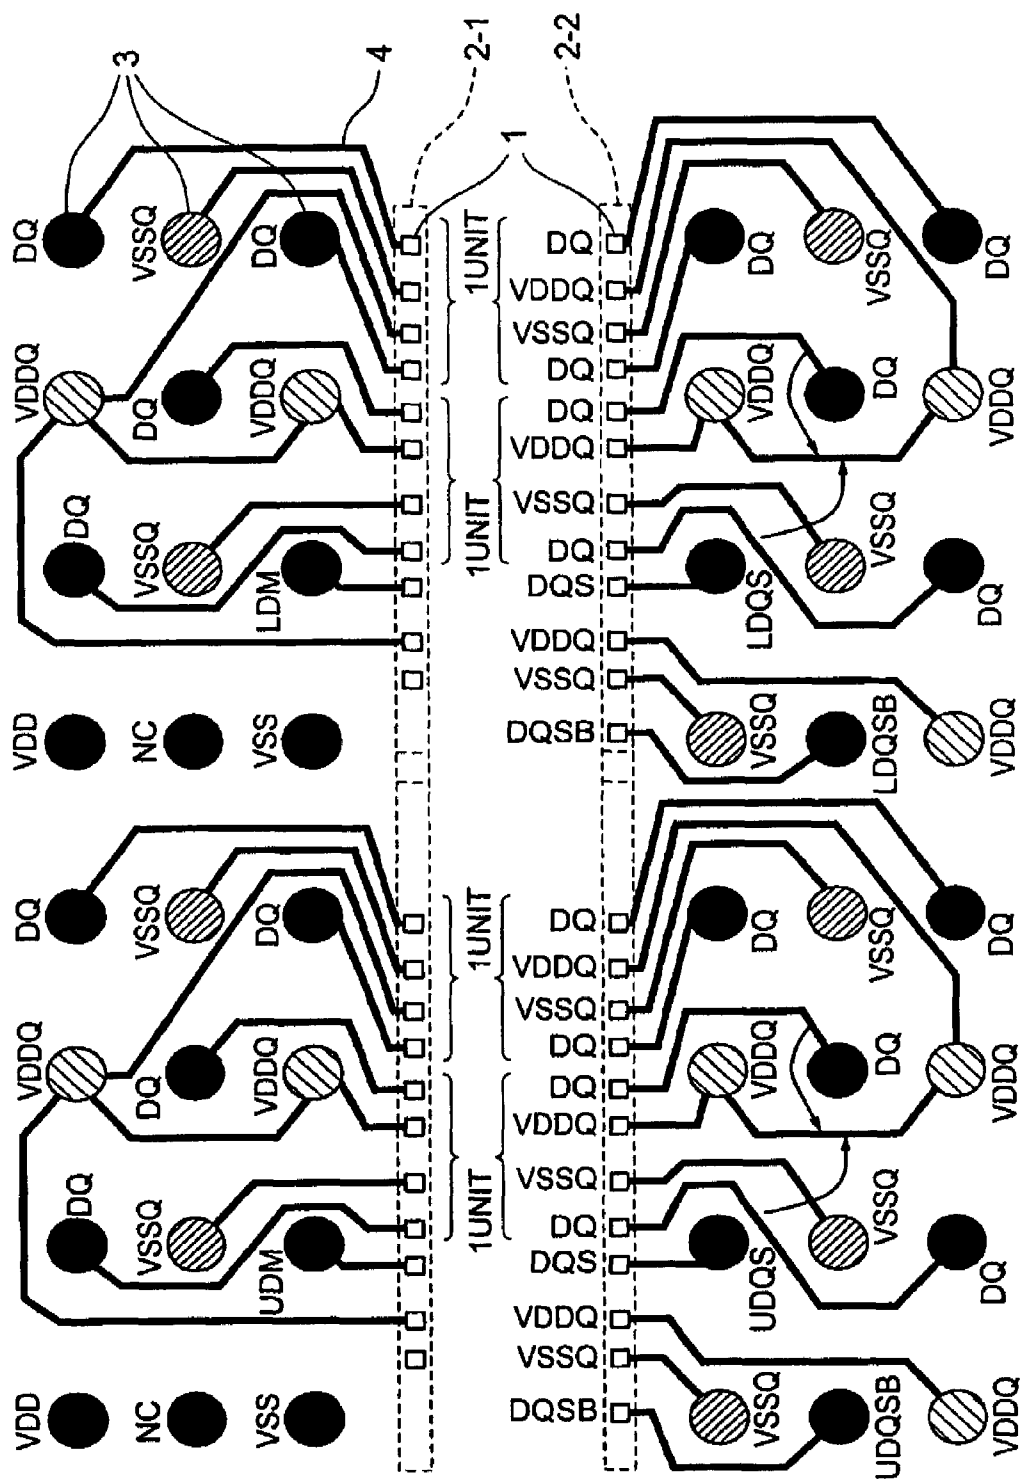 VDD
VDDQ
DQ
VDD
VDDQ
DQ
DQ
DQ
3
NC
VSSQ
DQ
VSSQ
NC
VSSQ
DQ
VSSQ
VSS
UDM
VDDQ
DQ
VSS
LDM
VDDQ
DQ
4
2-1
1UNIT
1UNIT
1UNIT
1UNIT
1
DQSB
VSSQ
VDDQ
DQS
DQ
VSSQ
VDDQ
DQ
DQ
VSSQ
VDDQ
DQ
DQSB
VSSQ
VDDQ
DQS
DQ
VSSQ
VDDQ
DQ
DQ
VSSQ
VDDQ
DQ
2-2
VSSQ
UDQS
VDDQ
DQ
VSSQ
LDQS
VDDQ
DQ
UDQSB
VSSQ
DQ
VSSQ
LDQSB
VSSQ
DQ
VSSQ
VDDQ
DQ
VDDQ
DQ
VDDQ
DQ
VDDQ
DQ